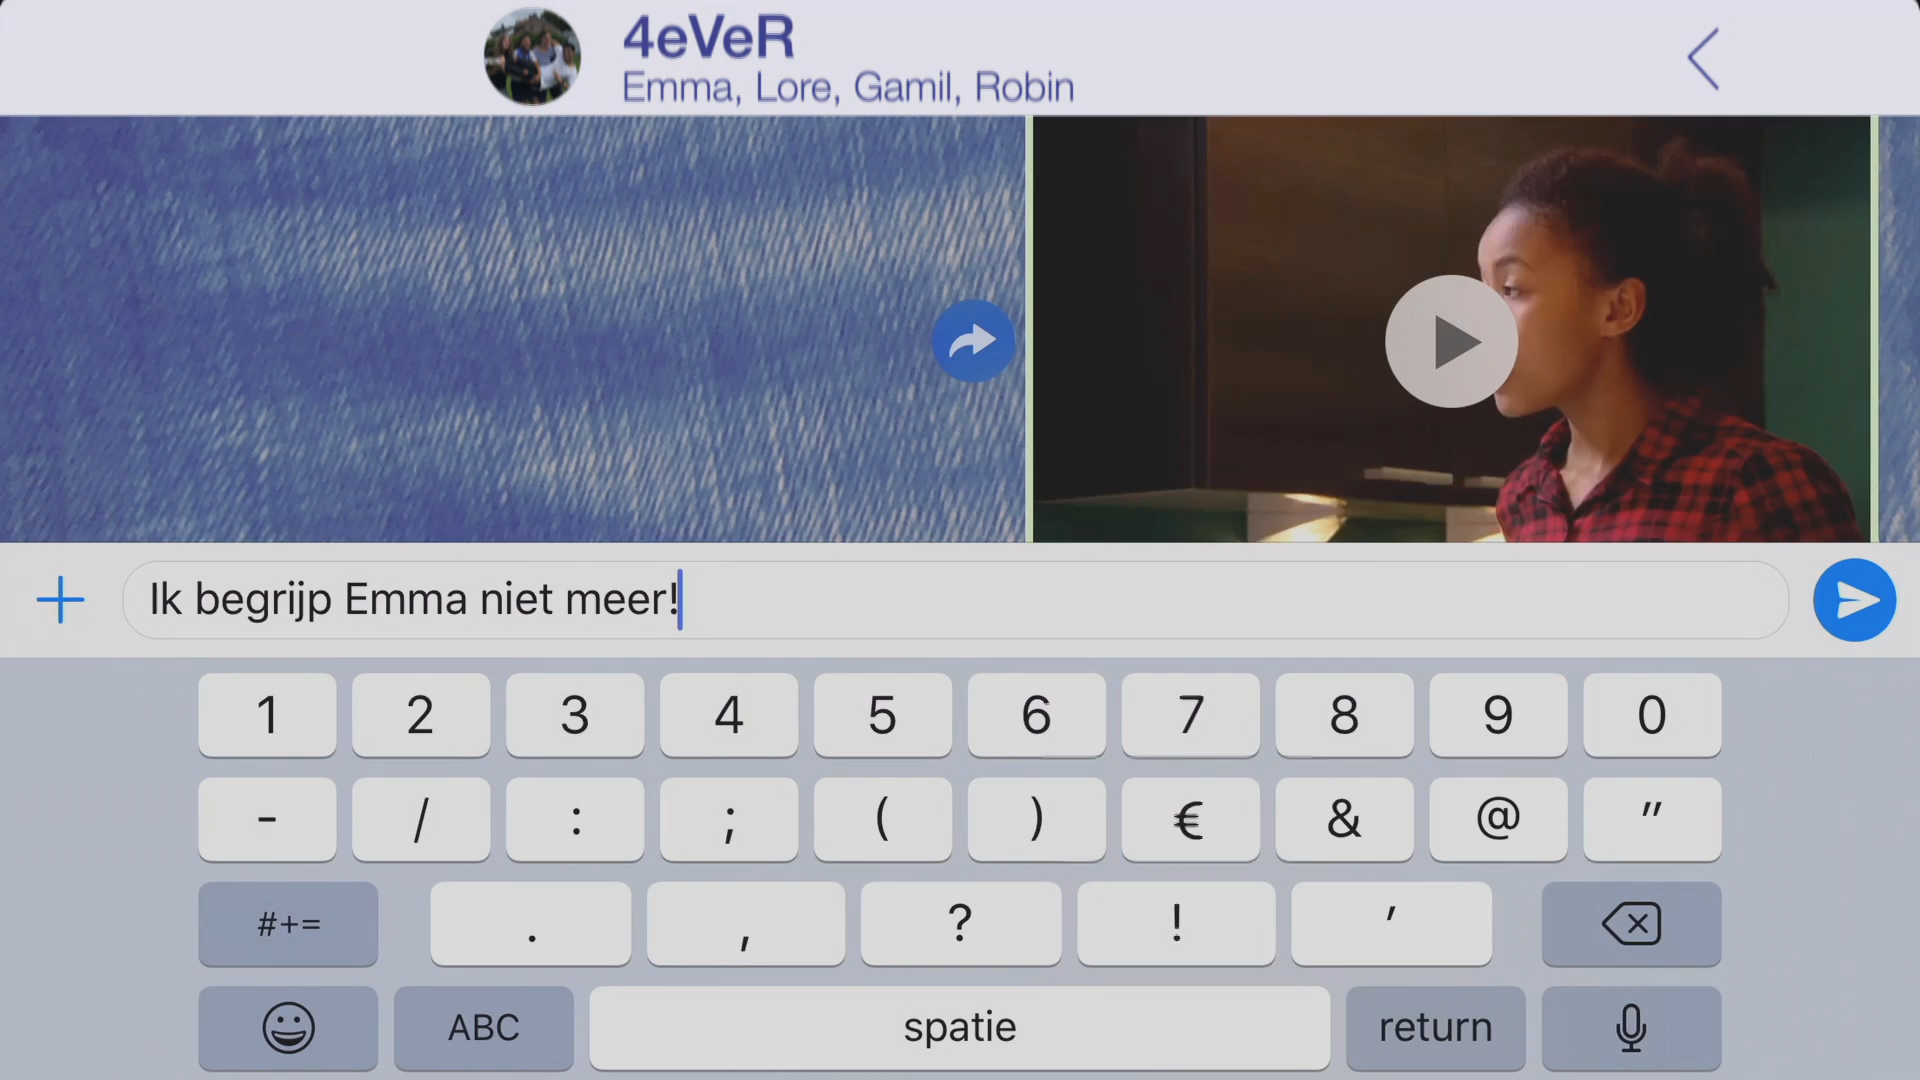 4eVeR
Emma, Lore, Gamil, Robin
Ik begrijp Emma niet meer!
1 2 3 4 5 6 7 8 9 0
- / : ; ( ) € & @ "
#+= . , ? ! '
ABC spatie return